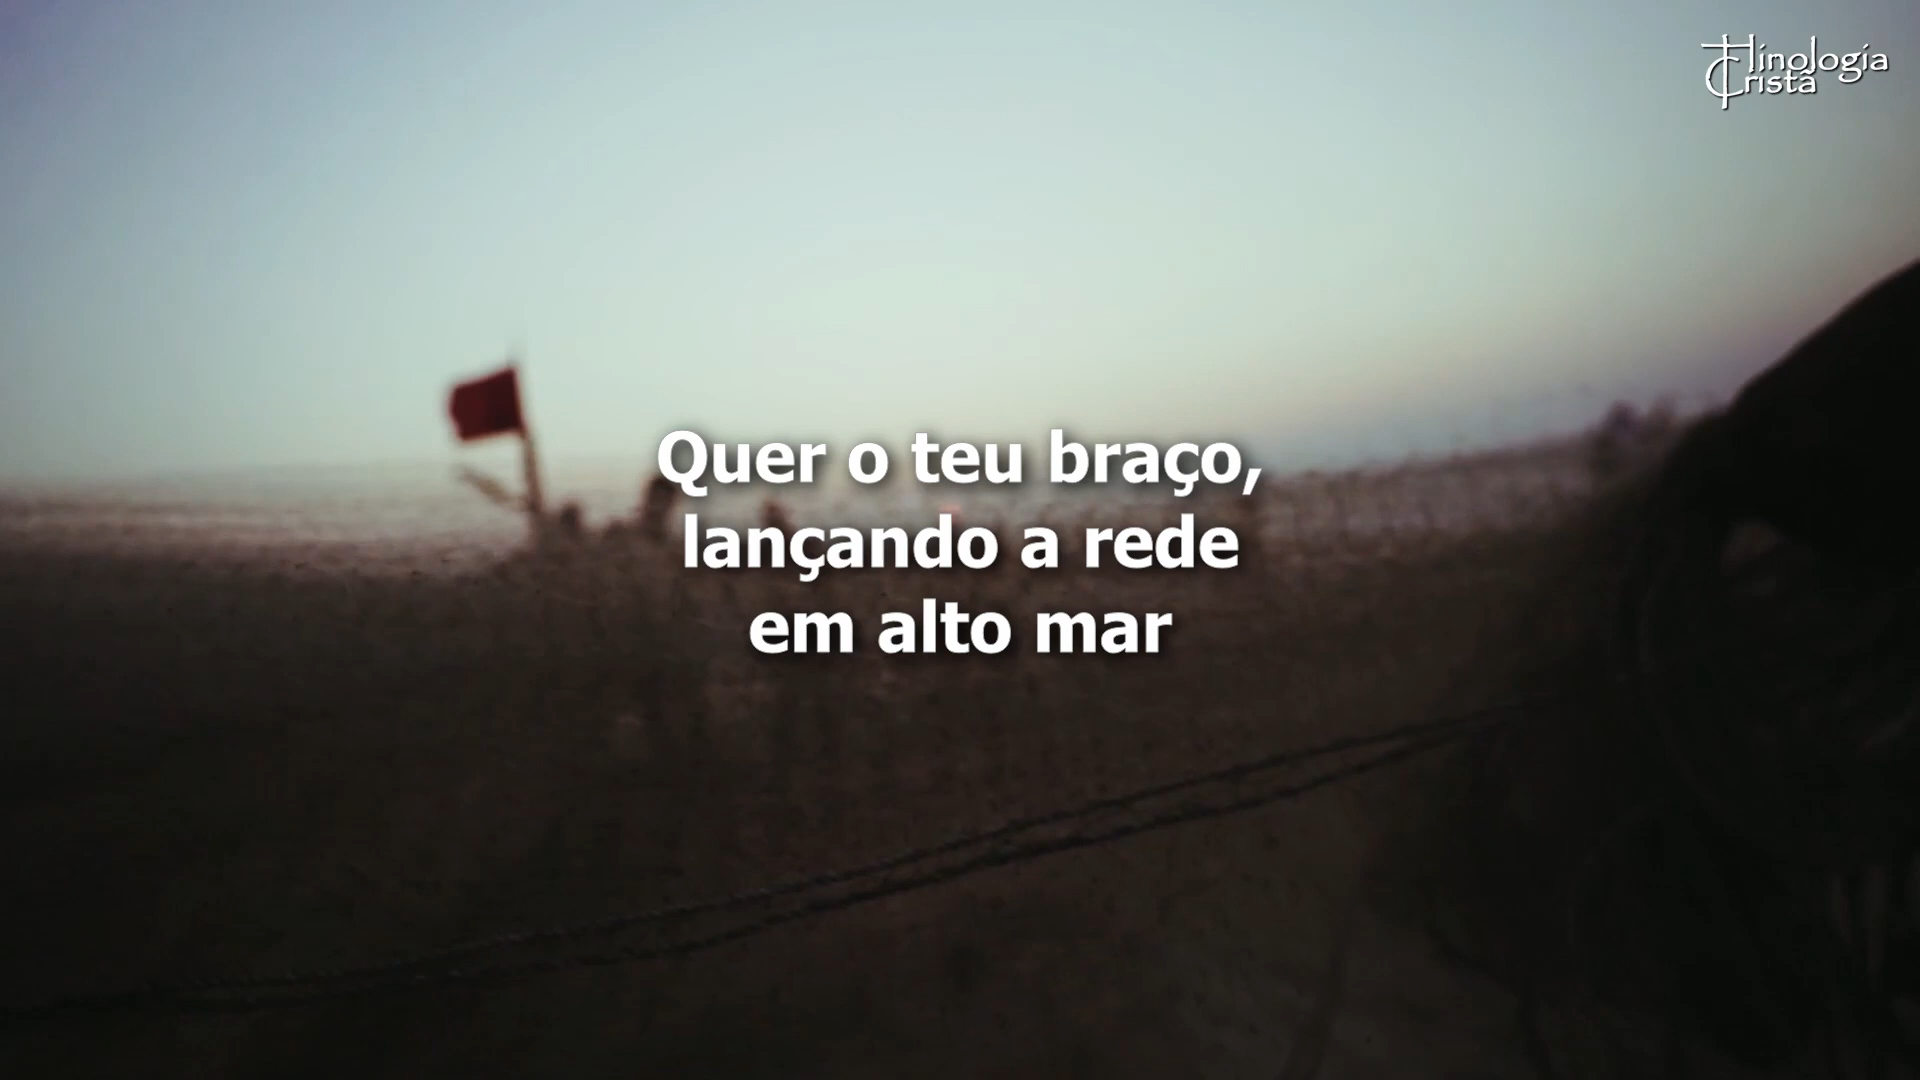 Hinologia
Cristã
Quer o teu braço,
lançando a rede
em alto mar